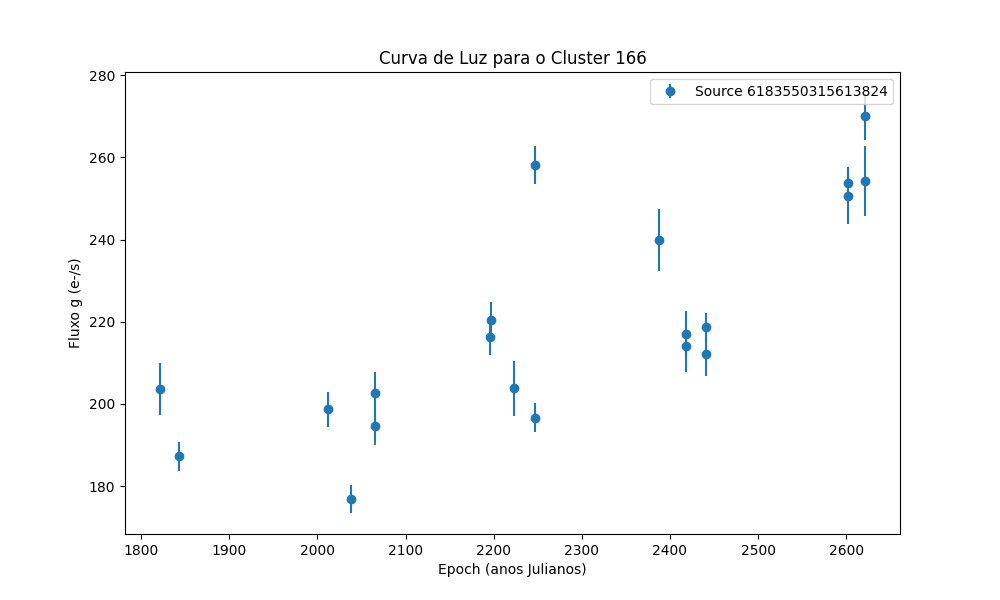 Curva de Luz para o Cluster 166
Source 6183550315613824
Fluxo g (e-/s)
280
260
240
220
200
180
1800 1900 2000 2100 2200 2300 2400 2500 2600
Epoch (anos Julianos)